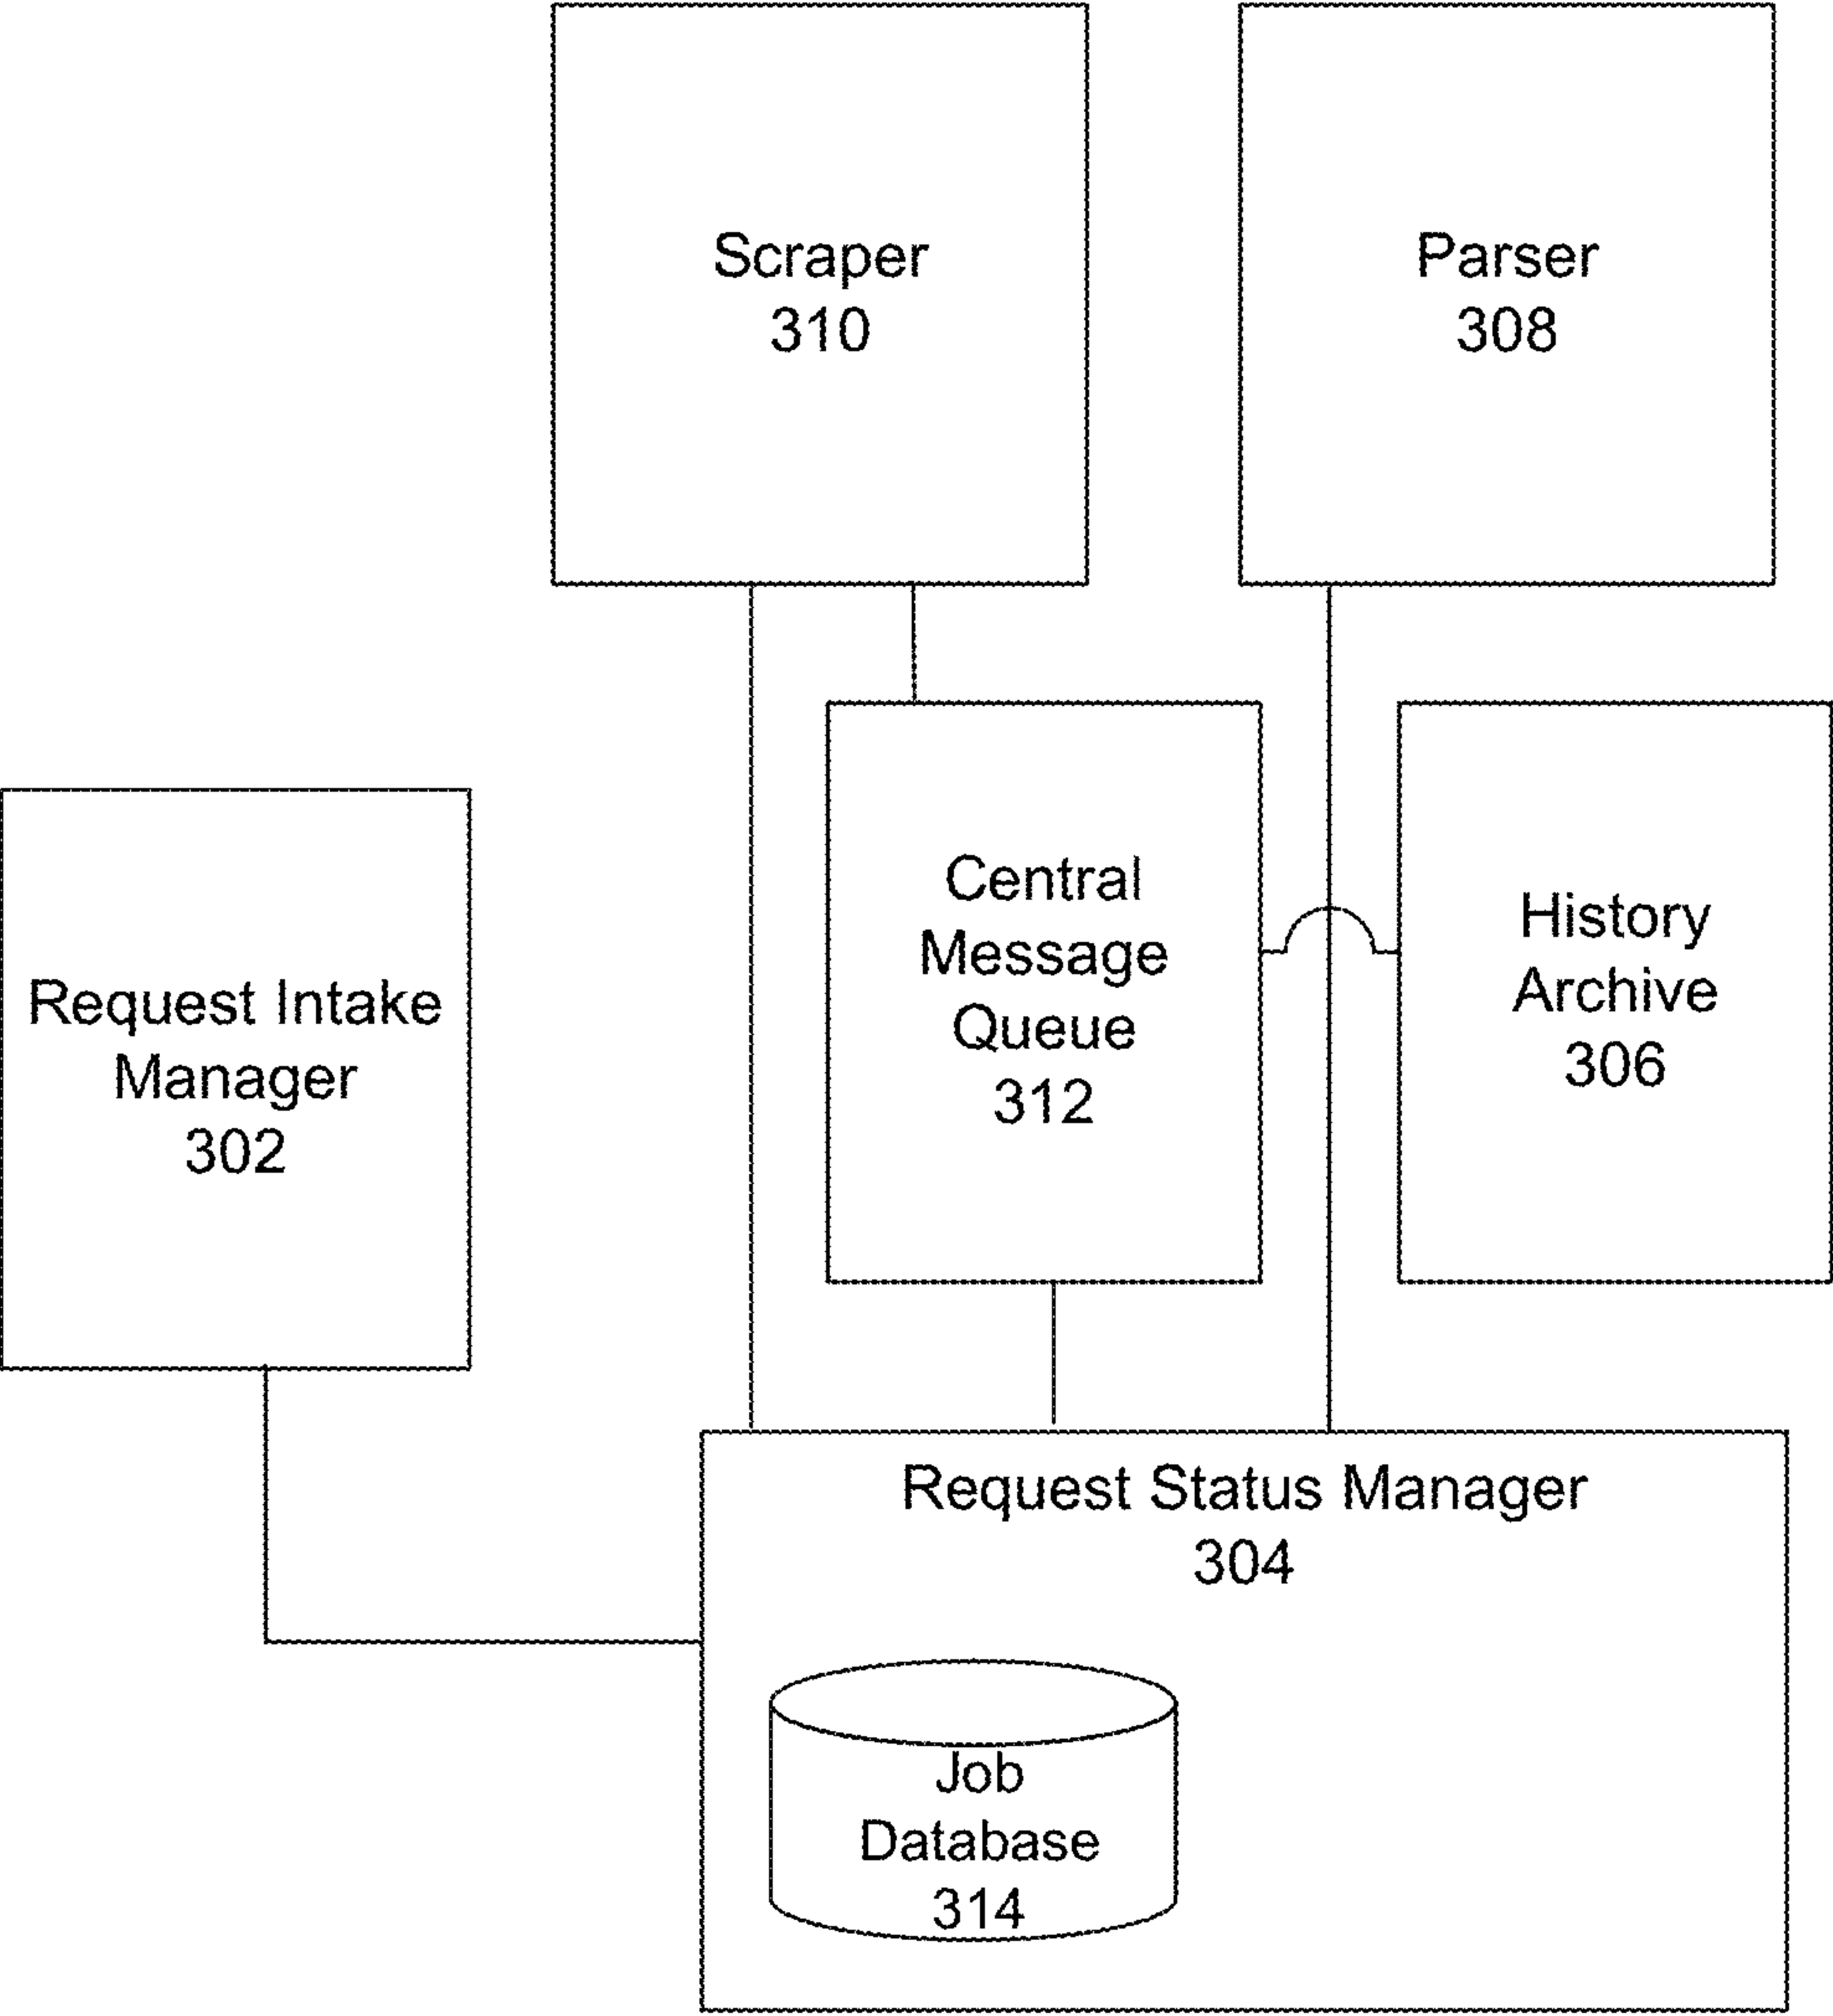 Scraper
310
Parser
308
Central
Message
Queue
312
History
Archive
306
Request Intake
Manager
302
Request Status Manager
304
Job
Database
314